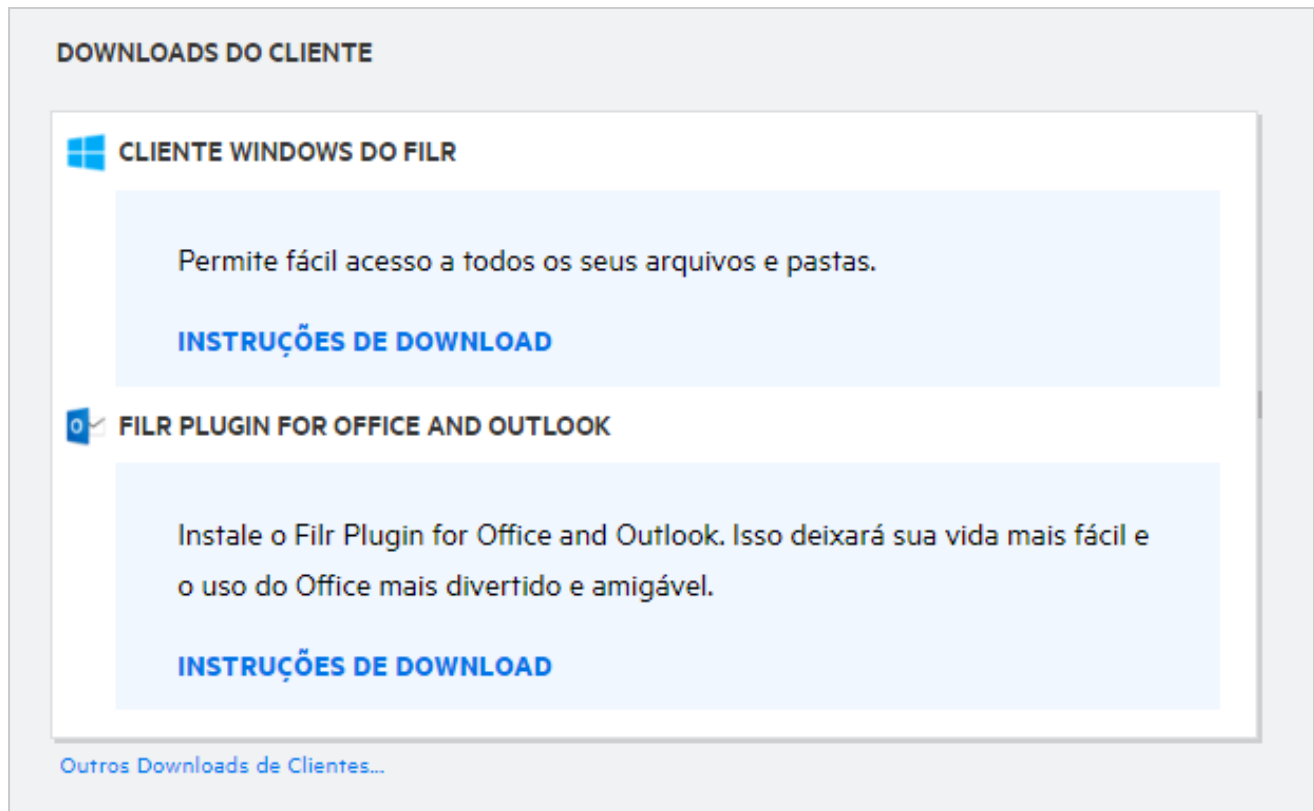 DOWNLOADS DO CLIENTE
CLIENTE WINDOWS DO FILR
Permite fácil acesso a todos os seus arquivos e pastas.
INSTRUÇÕES DE DOWNLOAD
FILR PLUGIN FOR OFFICE AND OUTLOOK
Instale o Filr Plugin for Office and Outlook. Isso deixará sua vida mais fácil e
o uso do Office mais divertido e amigável.
INSTRUÇÕES DE DOWNLOAD
Outros Downloads de Clientes...